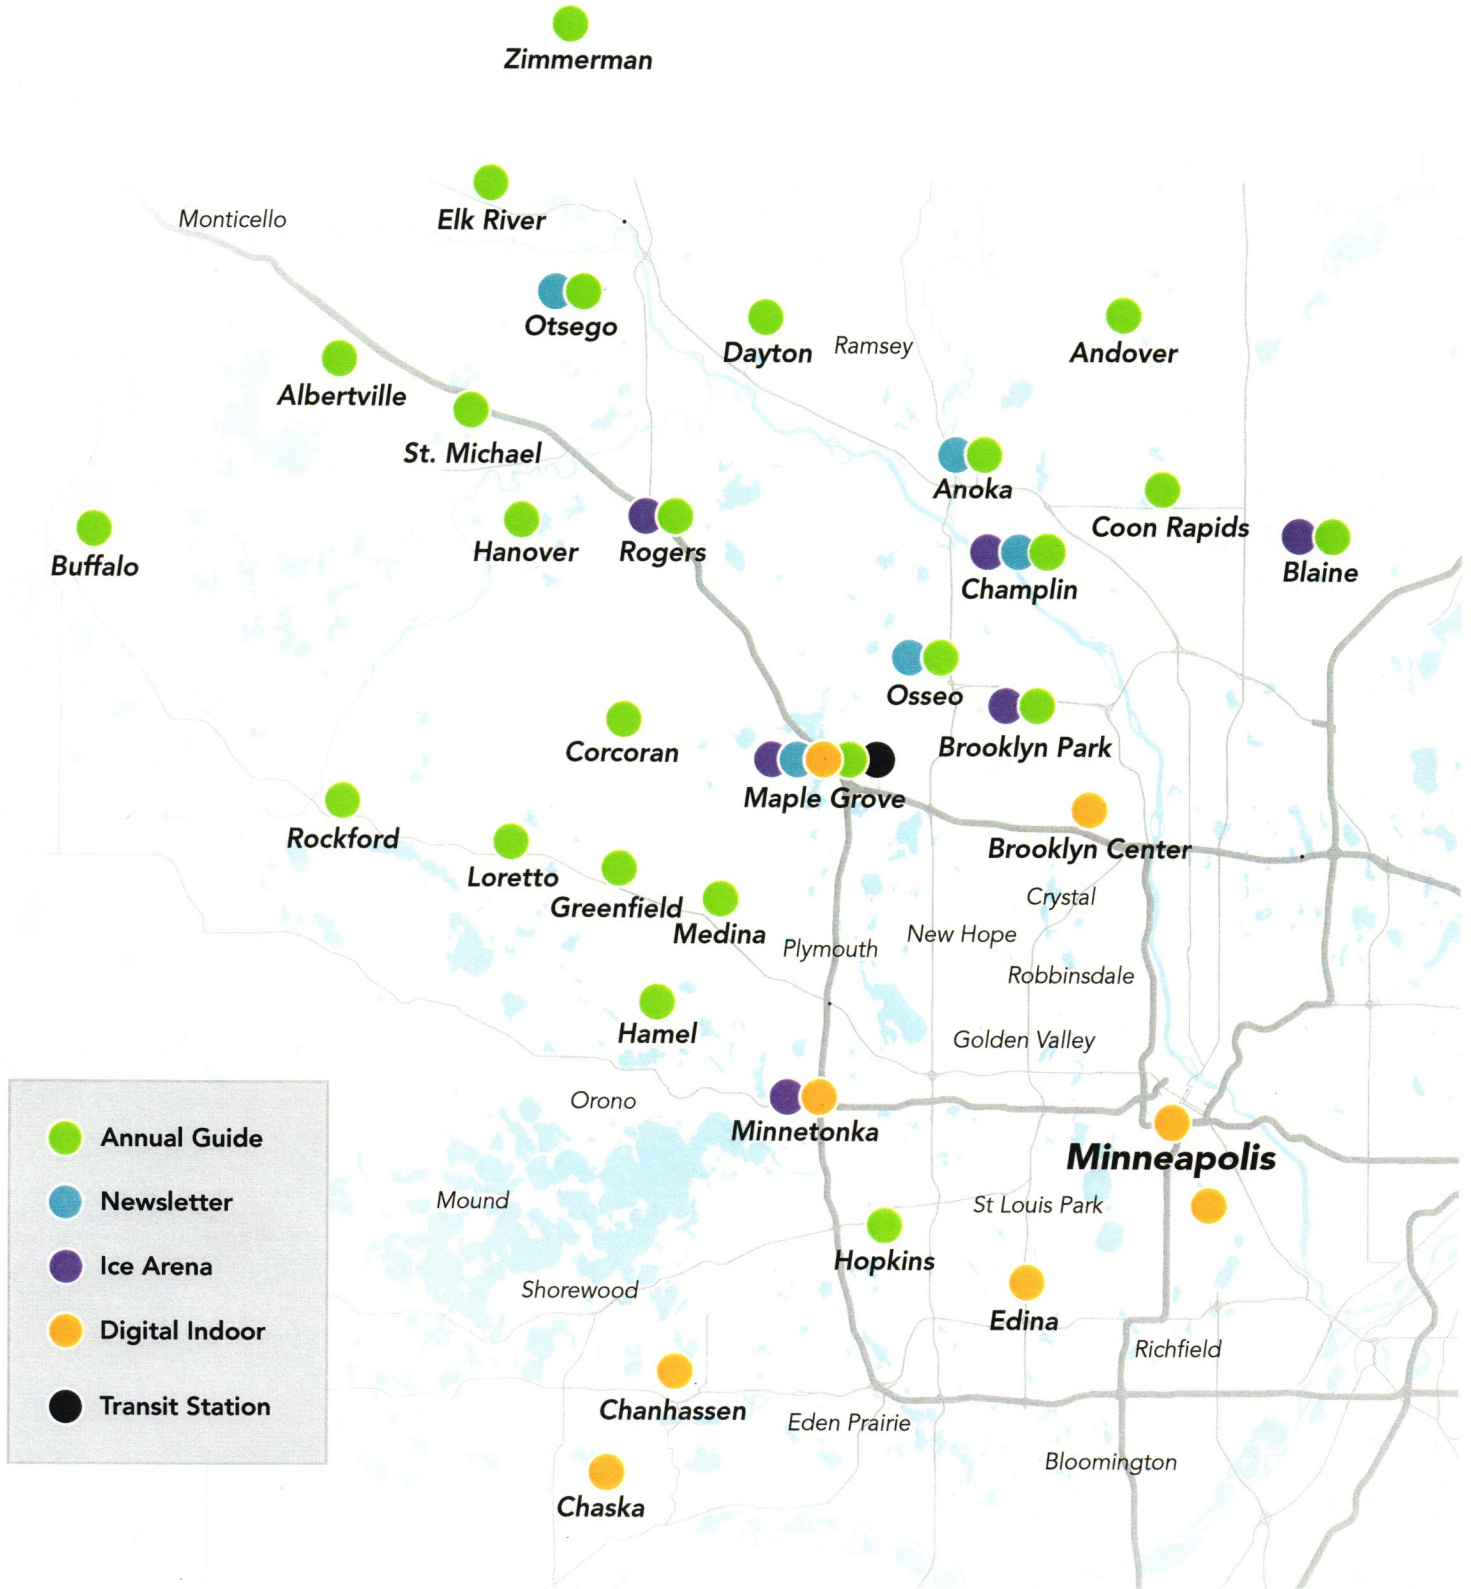 Zimmerman
Elk River
Monticello
Otsego
Dayton
Ramsey
Andover
Albertville
St. Michael
Anoka
Coon Rapids
Buffalo
Hanover
Rogers
Champlin
Blaine
Osseo
Corcoran
Brooklyn Park
Maple Grove
Rockford
Brooklyn Center
Loretto
Greenfield
Crystal
Medina
Plymouth
New Hope
Robbinsdale
Hamel
Golden Valley
Orono
Minnetonka
Minneapolis
Mound
St Louis Park
Hopkins
Shorewood
Edina
Richfield
Chanhassen
Eden Prairie
Bloomington
Chaska
Annual Guide
Newsletter
Ice Arena
Digital Indoor
Transit Station